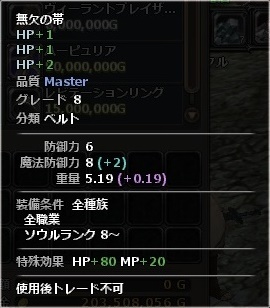 無欠の帯
HP+1
HP+1
HP+2
品質 Master
グレード 8
分類 ベルト
防御力 6
魔法防御力 8 (+2)
重量 5.19 (+0.19)
装備条件 全種族
全職業
ソウルランク 8～
特殊効果 HP+80 MP+20
使用後トレード不可